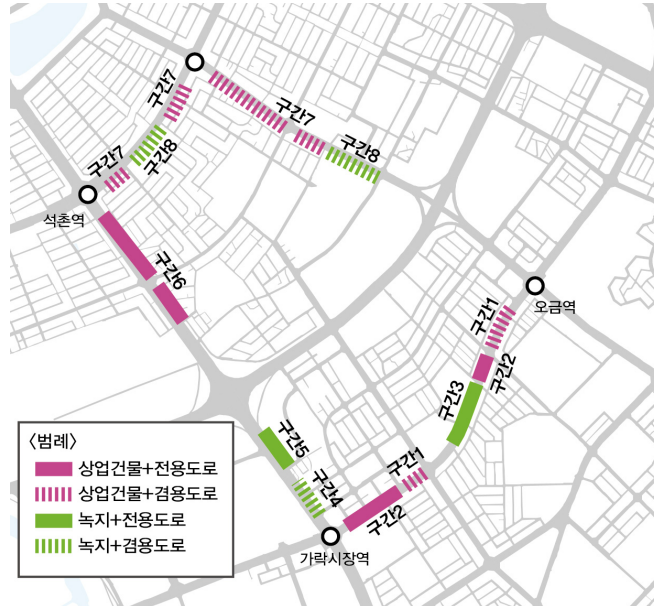 구간7
구간7
구간7
구간8
구간8
석촌역
구간6
오금역
구간1
구간2
구간3
구간5
구간4
구간1
구간2
가락시장역
〈범례〉
상업건물+전용도로
상업건물+겸용도로
녹지+전용도로
녹지+겸용도로